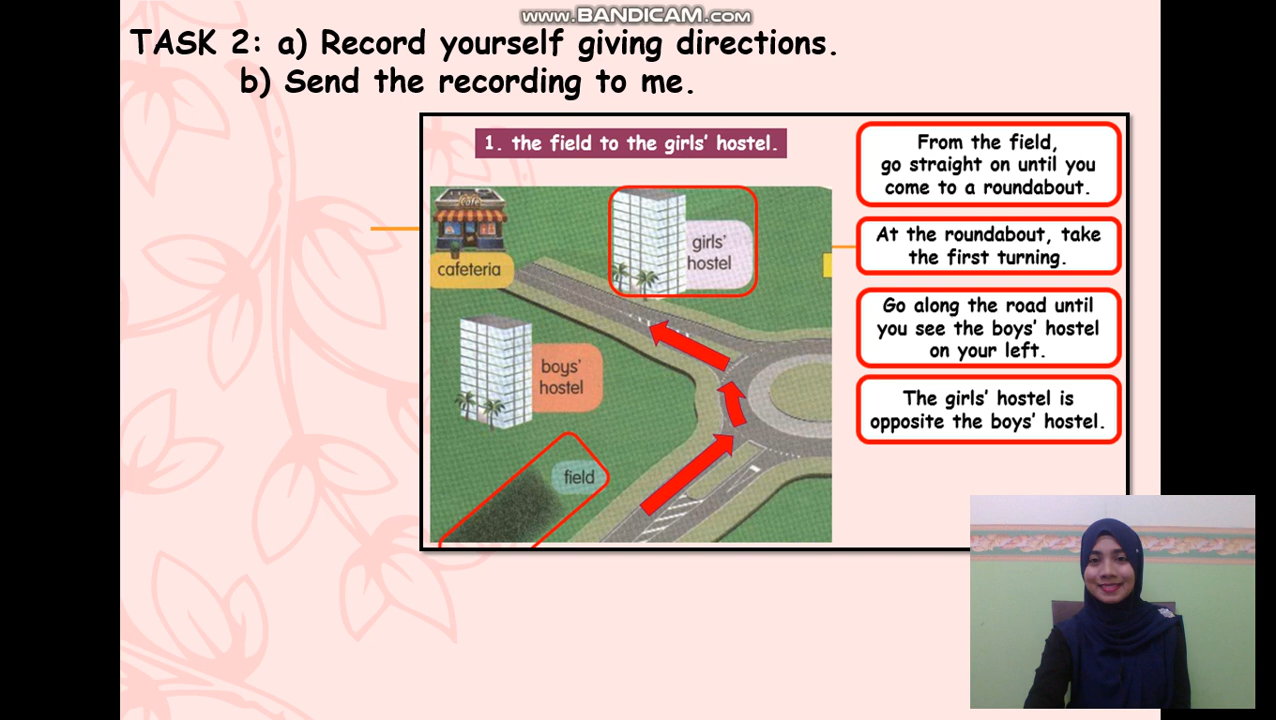 www.BANDICAM.com
TASK 2: a) Record yourself giving directions.
b) Send the recording to me.
1. the field to the girls' hostel.
From the field,
go straight on until you
come to a roundabout.
At the roundabout, take
the first turning.
Go along the road until
you see the boys' hostel
on your left.
The girls' hostel is
opposite the boys' hostel.
Cafe
cafeteria
girls'
hostel
boys'
hostel
field